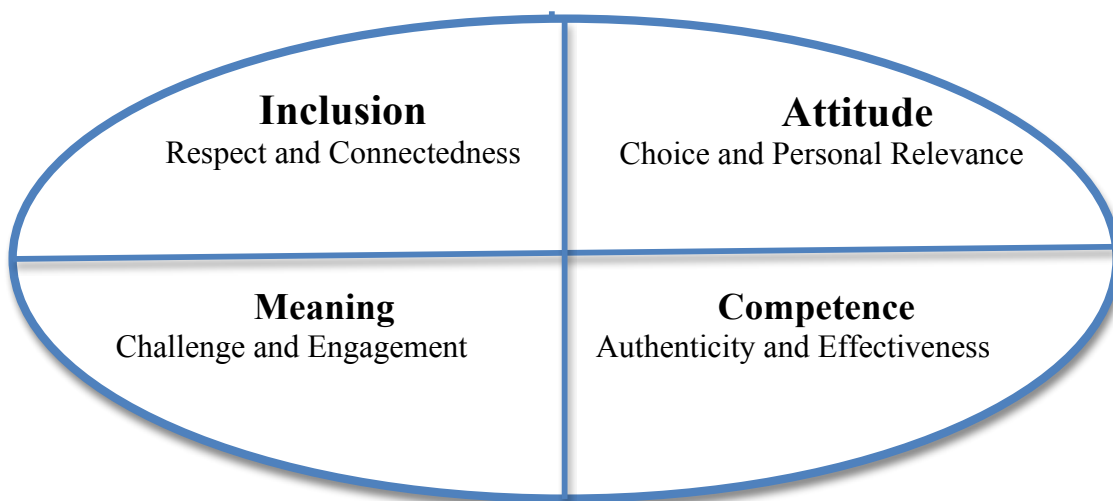 Inclusion
Respect and Connectedness
Attitude
Choice and Personal Relevance
Meaning
Challenge and Engagement
Competence
Authenticity and Effectiveness